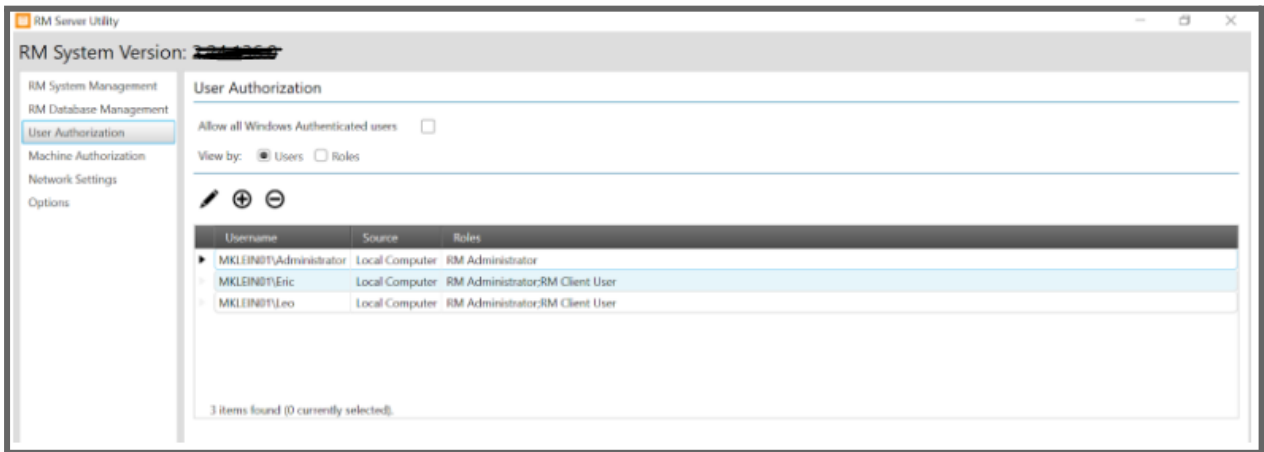 RM Server Utility
RM System Version:
RM System Management
RM Database Management
User Authorization
Machine Authorization
Network Settings
Options
User Authorization
Allow all Windows Authenticated users
View by: Users Roles
Username Source Roles
MKLEIN01\Administrator Local Computer RM Administrator
MKLEIN01\Eric Local Computer RM Administrator;RM Client User
MKLEIN01\Leo Local Computer RM Administrator;RM Client User
3 items found (0 currently selected).